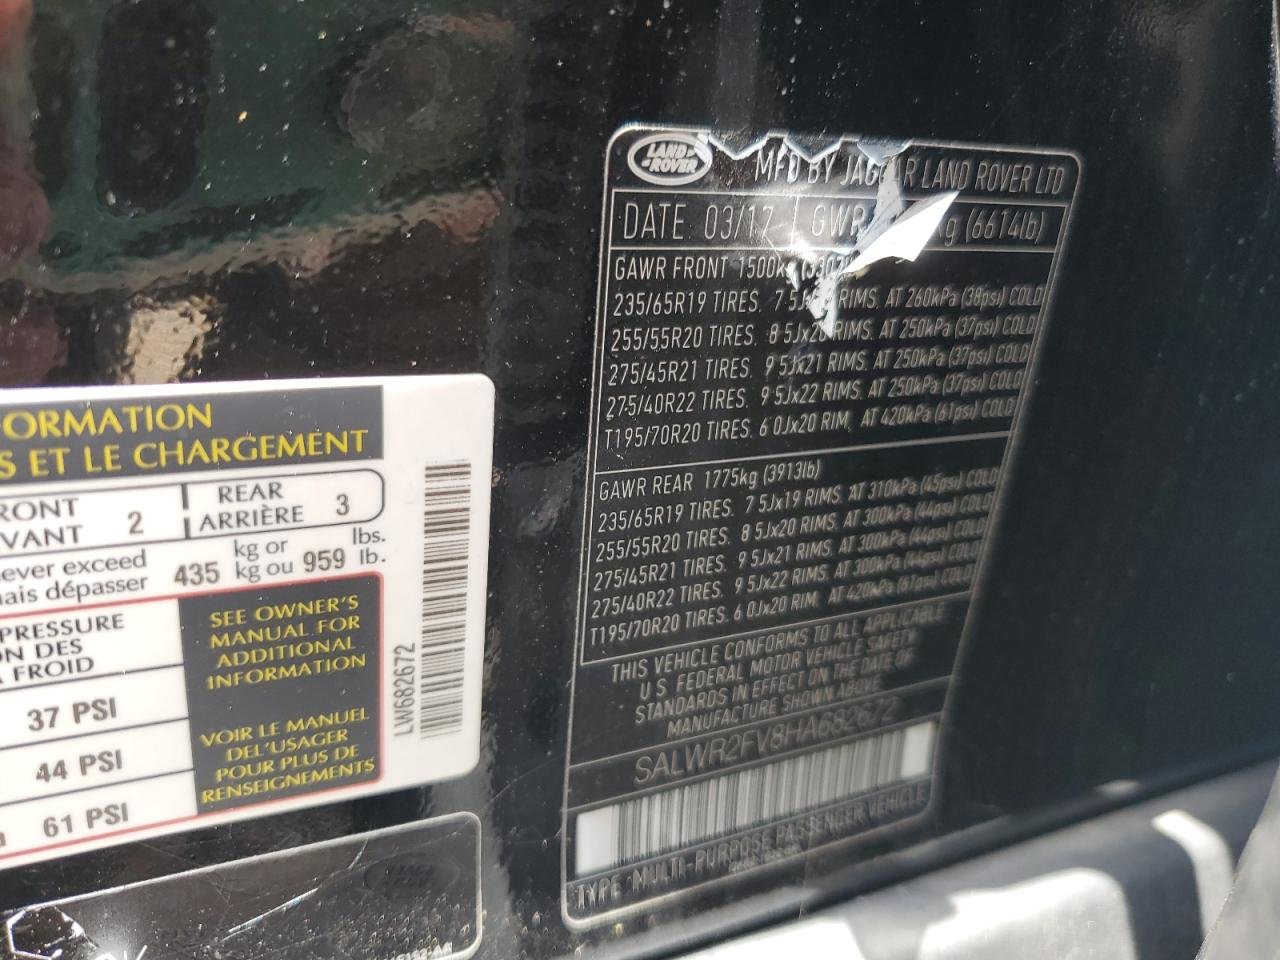 ORMATION
S ET LE CHARGEMENT
RONT
VANT 2
REAR
ARRIÈRE 3
ever exceed
mais dépasser 435 kg or
kg ou 959 lbs.
lb.
PRESSURE
ON DES
FROID
37 PSI
44 PSI
61 PSI
SEE OWNER'S
MANUAL FOR
ADDITIONAL
INFORMATION
VOIR LE MANUEL
DEL'USAGER
POUR PLUS DE
RENSEIGNEMENTS
LW682672
LAND
ROVER
MFD BY JAGUAR LAND ROVER LTD
DATE: 03/17 GWR kg (6614lb)
GAWR FRONT 1500kg
235/65R19 TIRES. 7.5J RIMS. AT 260kPa (38psi) COLD
255/55R20 TIRES. 8.5Jx20 RIMS. AT 250kPa (37psi) COLD
275/45R21 TIRES. 9.5Jx21 RIMS. AT 250kPa (37psi) COLD
275/40R22 TIRES. 9.5Jx22 RIMS. AT 250kPa (37psi) COLD
T195/70R20 TIRES. 6.0Jx20 RIM, AT 420kPa (61psi) COLD
GAWR REAR 1775kg (3913lb)
235/65R19 TIRES. 7.5Jx19 RIMS. AT 310kPa (45psi) COLD
255/55R20 TIRES. 8.5Jx20 RIMS. AT 300kPa (44psi) COLD
275/45R21 TIRES. 9.5Jx21 RIMS. AT 300kPa (44psi) COLD
275/40R22 TIRES. 9.5Jx22 RIMS. AT 300kPa (44psi) COLD
T195/70R20 TIRES. 6.0Jx20 RIM. AT 420kPa (61psi) COLD
THIS VEHICLE CONFORMS TO ALL APPLICABLE
U.S. FEDERAL MOTOR VEHICLE SAFETY
STANDARDS IN EFFECT ON THE DATE OF
MANUFACTURE SHOWN ABOVE
SALWR2FV8HA682672
TYPE: MULTI-PURPOSE PASSENGER VEHICLE